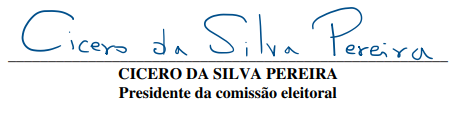 Cicero da Silva Pereira
CICERO DA SILVA PEREIRA
Presidente da comissão eleitoral